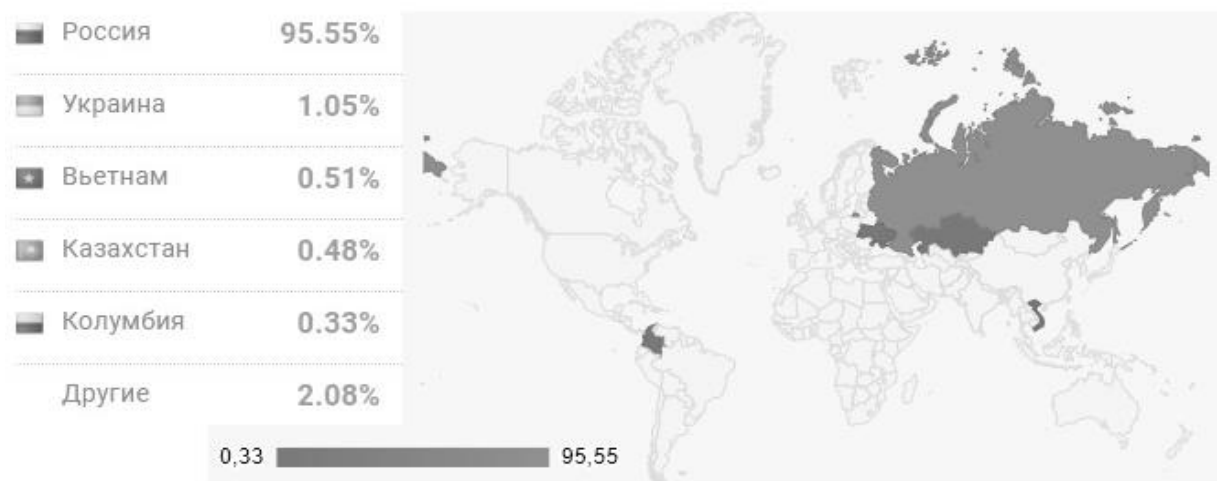 Россия 95.55%
Украина 1.05%
Вьетнам 0.51%
Казахстан 0.48%
Колумбия 0.33%
Другие 2.08%
0,33 95,55